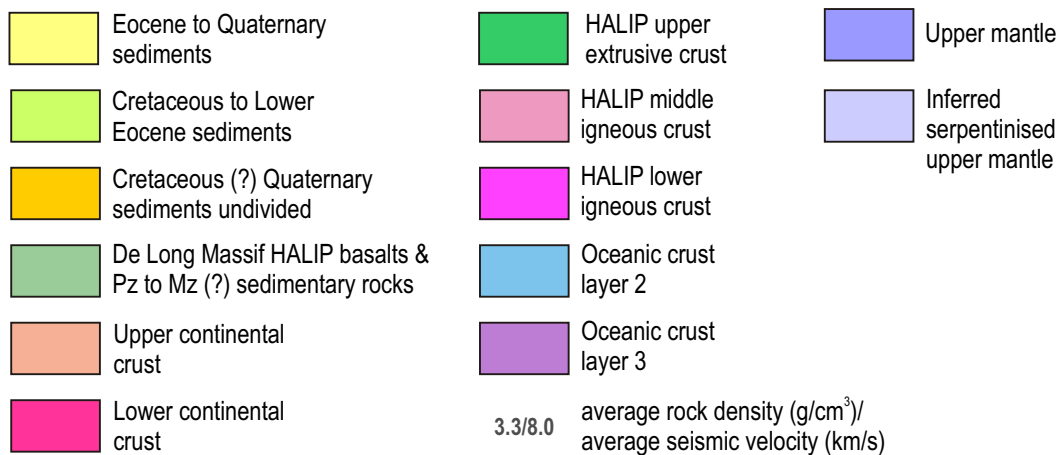 Eocene to Quaternary
sediments
Cretaceous to Lower
Eocene sediments
Cretaceous (?) Quaternary
sediments undivided
De Long Massif HALIP basalts &
Pz to Mz (?) sedimentary rocks
Upper continental
crust
Lower continental
crust
HALIP upper
extrusive crust
HALIP middle
igneous crust
HALIP lower
igneous crust
Oceanic crust
layer 2
Oceanic crust
layer 3
3.3/8.0
average rock density (g/cm³)/
average seismic velocity (km/s)
Upper mantle
Inferred
serpentinised
upper mantle